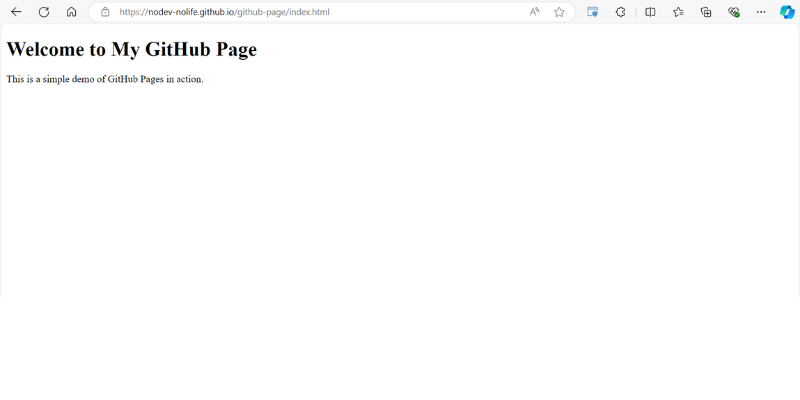 https://nodev-nolife.github.io/github-page/index.html
Welcome to My GitHub Page
This is a simple demo of GitHub Pages in action.